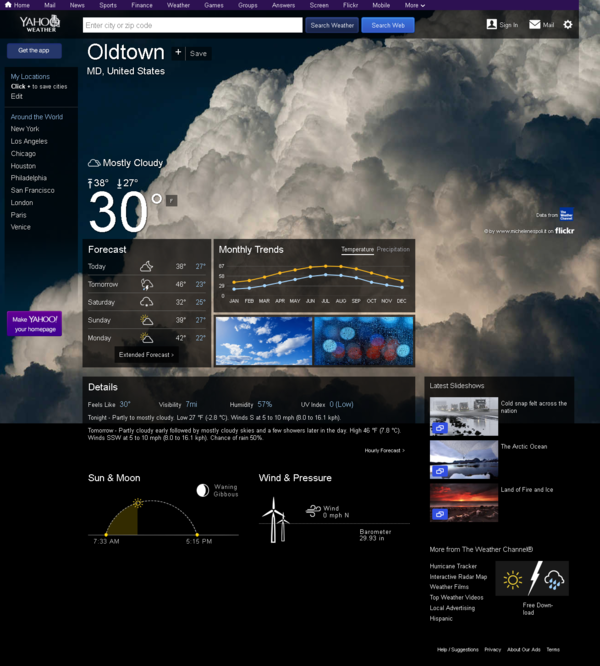 Home Mail News Sports Finance Weather Games Groups Answers Screen Flickr Mobile More
YAHOO!
WEATHER
Enter city or zip code
Search Weather
Search Web
Sign In
Mail
Get the app
Oldtown
+ Save
MD, United States
My Locations
Click + to save cities
Edit
Around the World
New York
Los Angeles
Chicago
Houston
Philadelphia
San Francisco
London
Paris
Venice
Make YAHOO!
your homepage
Mostly Cloudy
38° 27°
30° F
Data from The Weather Channel
on flickr
Forecast
Today 38° 27°
Tomorrow 46° 23°
Saturday 32° 25°
Sunday 39° 27°
Monday 42° 22°
Extended Forecast >
Monthly Trends
Temperature Precipitation
87
58
29
0
JAN FEB MAR APR MAY JUN JUL AUG SEP OCT NOV DEC
Details
Feels Like 30° Visibility 7mi Humidity 57% UV Index 0 (Low)
Tonight - Partly to mostly cloudy. Low 27 °F (-2.8 °C). Winds S at 5 to 10 mph (8.0 to 16.1 kph).
Tomorrow - Partly cloudy early followed by mostly cloudy skies and a few showers later in the day. High 46 °F (7.8 °C).
Winds SSW at 5 to 10 mph (8.0 to 16.1 kph). Chance of rain 50%.
Hourly Forecast >
Sun & Moon
Waning
Gibbous
7:33 AM 5:15 PM
Wind & Pressure
Wind
0 mph N
Barometer
29.93 in
Latest Slideshows
Cold snap felt across the
nation
The Arctic Ocean
Land of Fire and Ice
More from The Weather Channel®
Hurricane Tracker
Interactive Radar Map
Weather Films
Top Weather Videos
Local Advertising
Hispanic
Free Down-
load
Help / Suggestions Privacy About Our Ads Terms